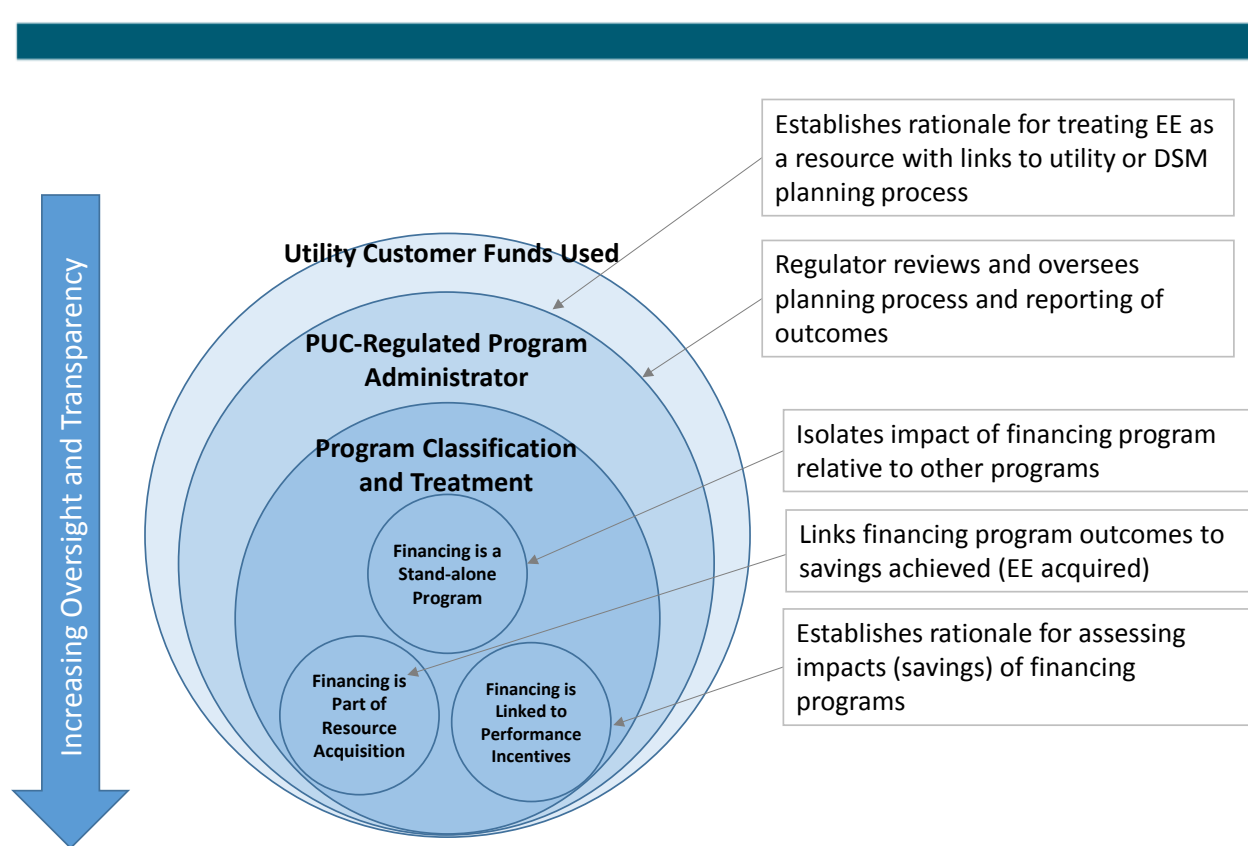 Establishes rationale for treating EE as
a resource with links to utility or DSM
planning process
Utility Customer Funds Used
Regulator reviews and oversees
planning process and reporting of
outcomes
PUC-Regulated Program
Administrator
Increasing Oversight and Transparency
Program Classification
and Treatment
Isolates impact of financing program
relative to other programs
Financing is a
Stand-alone
Program
Links financing program outcomes to
savings achieved (EE acquired)
Establishes rationale for assessing
impacts (savings) of financing
programs
Financing is
Part of
Resource
Acquisition
Financing is
Linked to
Performance
Incentives